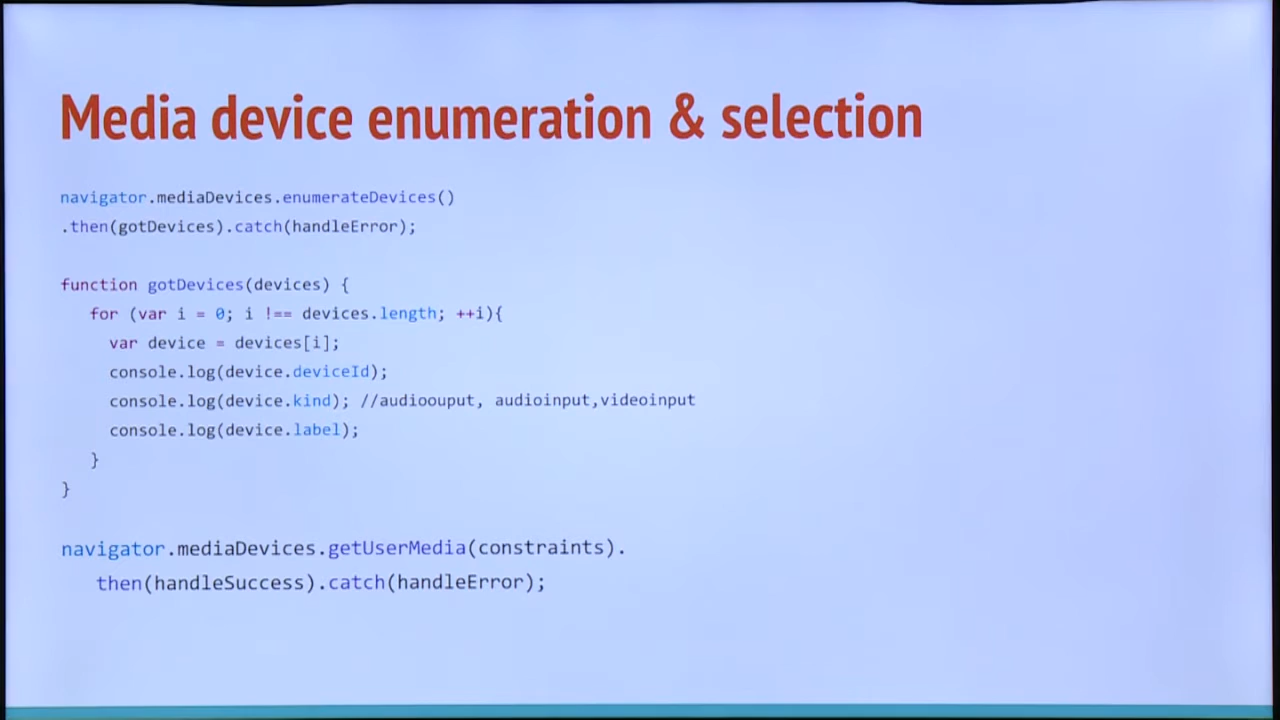 Media device enumeration & selection
navigator.mediaDevices.enumerateDevices()
.then(gotDevices).catch(handleError);
function gotDevices(devices) {
for (var i = 0; i !== devices.length; ++i){
var device = devices[i];
console.log(device.deviceId);
console.log(device.kind); //audioouput, audioinput,videoinput
console.log(device.label);
}
}
navigator.mediaDevices.getUserMedia(constraints).
then(handleSuccess).catch(handleError);